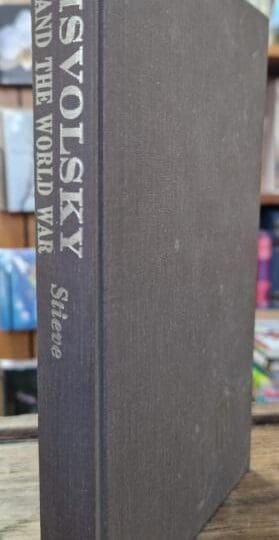 ISVOLSKY
AND THE WORLD WAR
Stieve